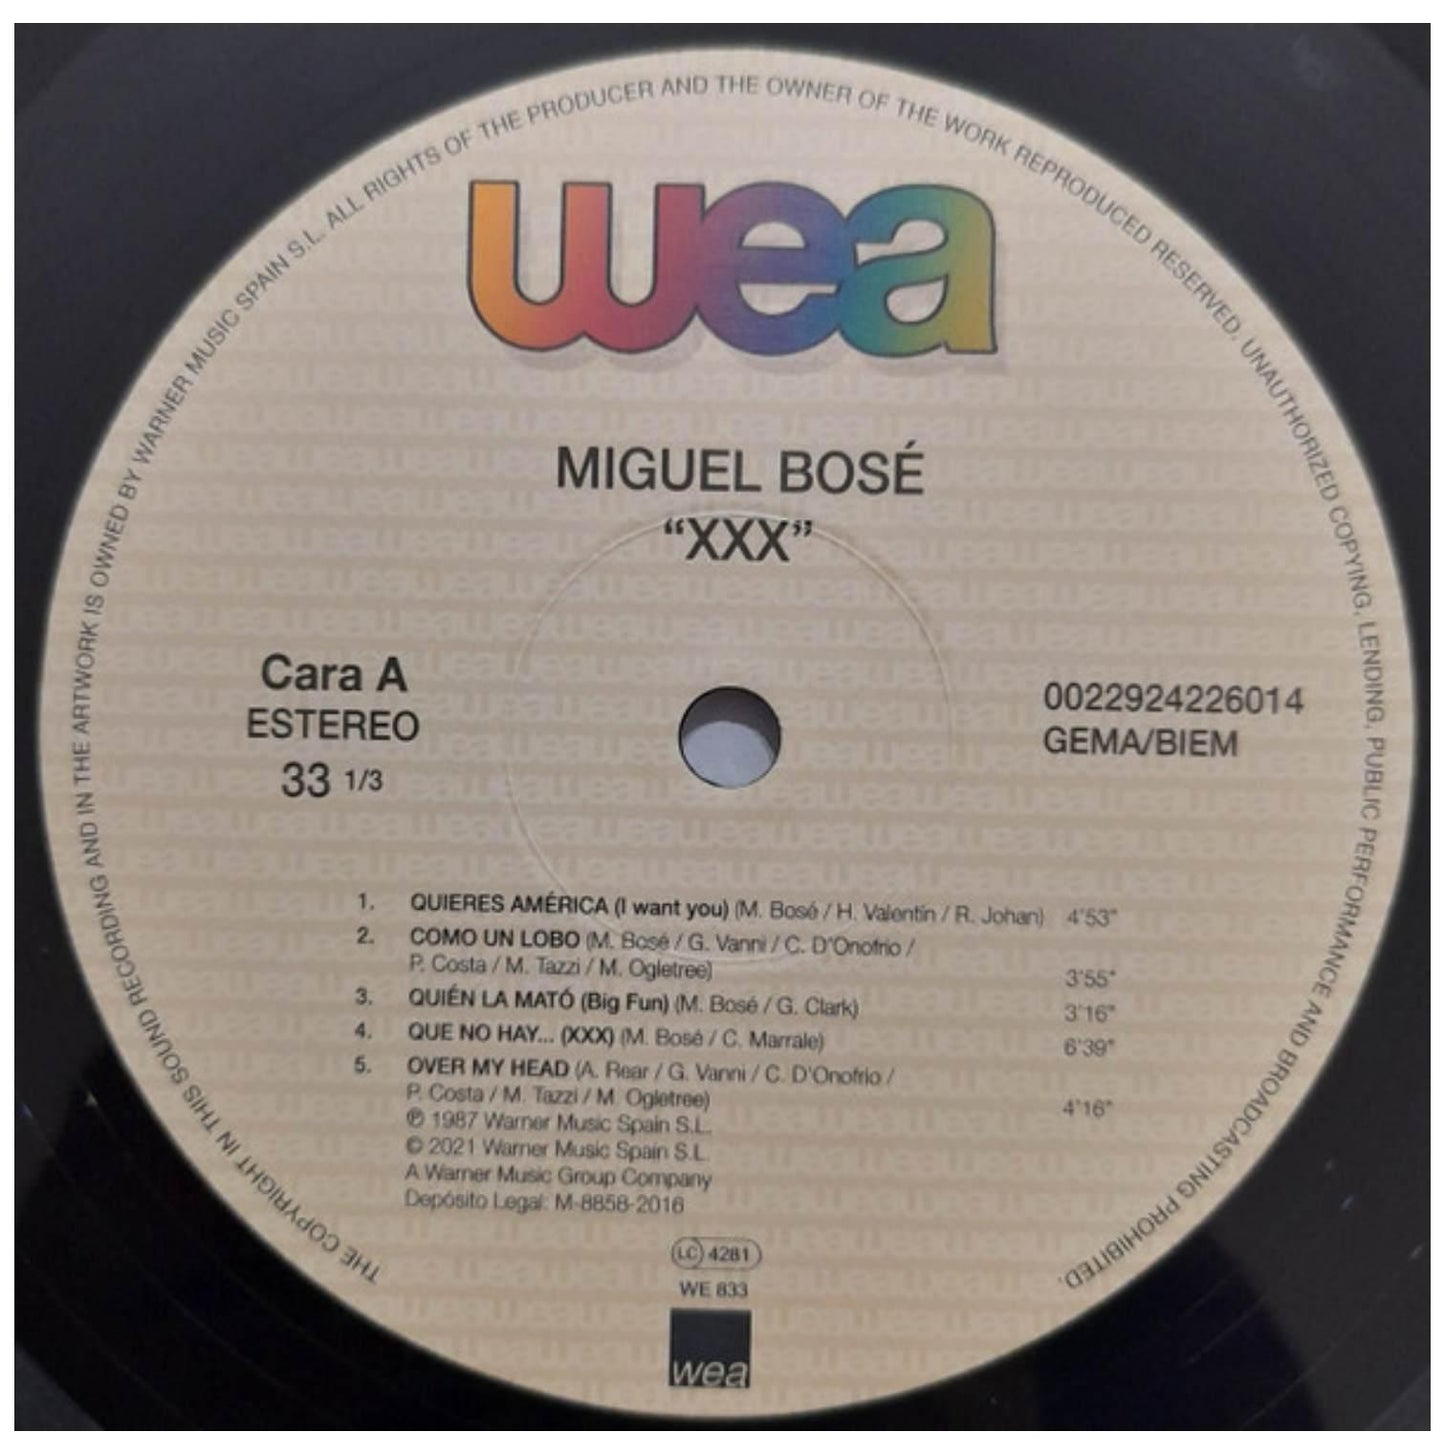 THE COPYRIGHT IN THIS SOUND RECORDING AND IN THE ARTWORK IS OWNED BY WARNER MUSIC SPAIN S.L. ALL RIGHTS OF THE PRODUCER AND THE OWNER OF THE WORK REPRODUCED RESERVED. UNAUTHORIZED COPYING, LENDING, PUBLIC PERFORMANCE AND BROADCASTING PROHIBITED.
wea
MIGUEL BOSÉ
“XXX”
Cara A
ESTEREO
33 1/3
0022924226014
GEMA/BIEM
1. QUIERES AMÉRICA (I want you) (M. Bosé / H. Valentín / R. Johan) 4'53"
2. COMO UN LOBO (M. Bosé / G. Vanni / C. D'Onofrio /
P. Costa / M. Tazzi / M. Ogletree) 3'55"
3. QUIÉN LA MATÓ (Big Fun) (M. Bosé / G. Clark) 3'16"
4. QUE NO HAY... (XXX) (M. Bosé / C. Marrale) 6'39"
5. OVER MY HEAD (A. Rear / G. Vanni / C. D'Onofrio /
P. Costa / M. Tazzi / M. Ogletree) 4'16"
℗ 1987 Warner Music Spain S.L.
© 2021 Warner Music Spain S.L.
A Warner Music Group Company
Depósito Legal: M-8858-2016
LC 4281
WE 833
wea